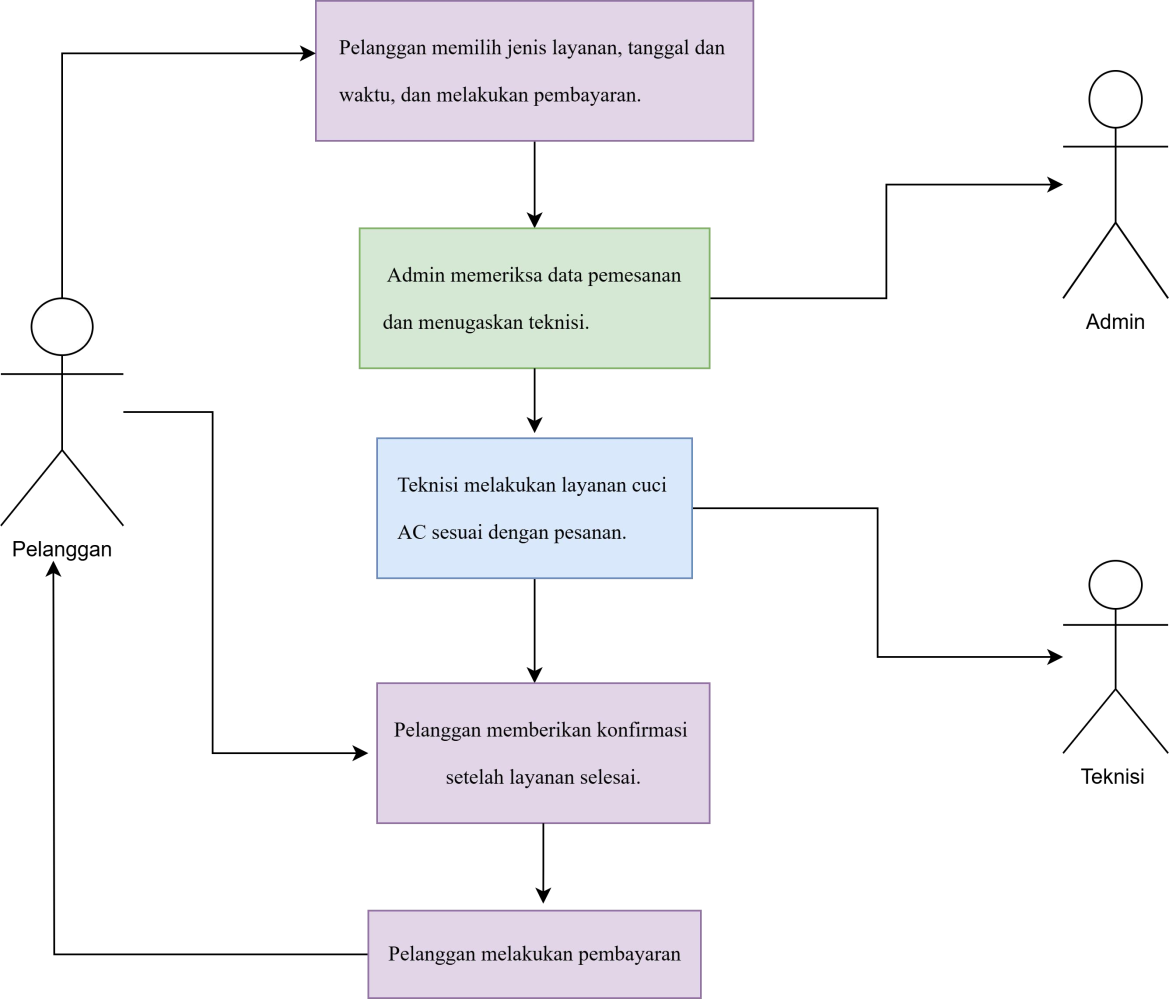 Pelanggan memilih jenis layanan, tanggal dan
waktu, dan melakukan pembayaran.
Admin memeriksa data pemesanan
dan menugaskan teknisi.
Admin
Teknisi melakukan layanan cuci
AC sesuai dengan pesanan.
Pelanggan
Pelanggan memberikan konfirmasi
setelah layanan selesai.
Teknisi
Pelanggan melakukan pembayaran